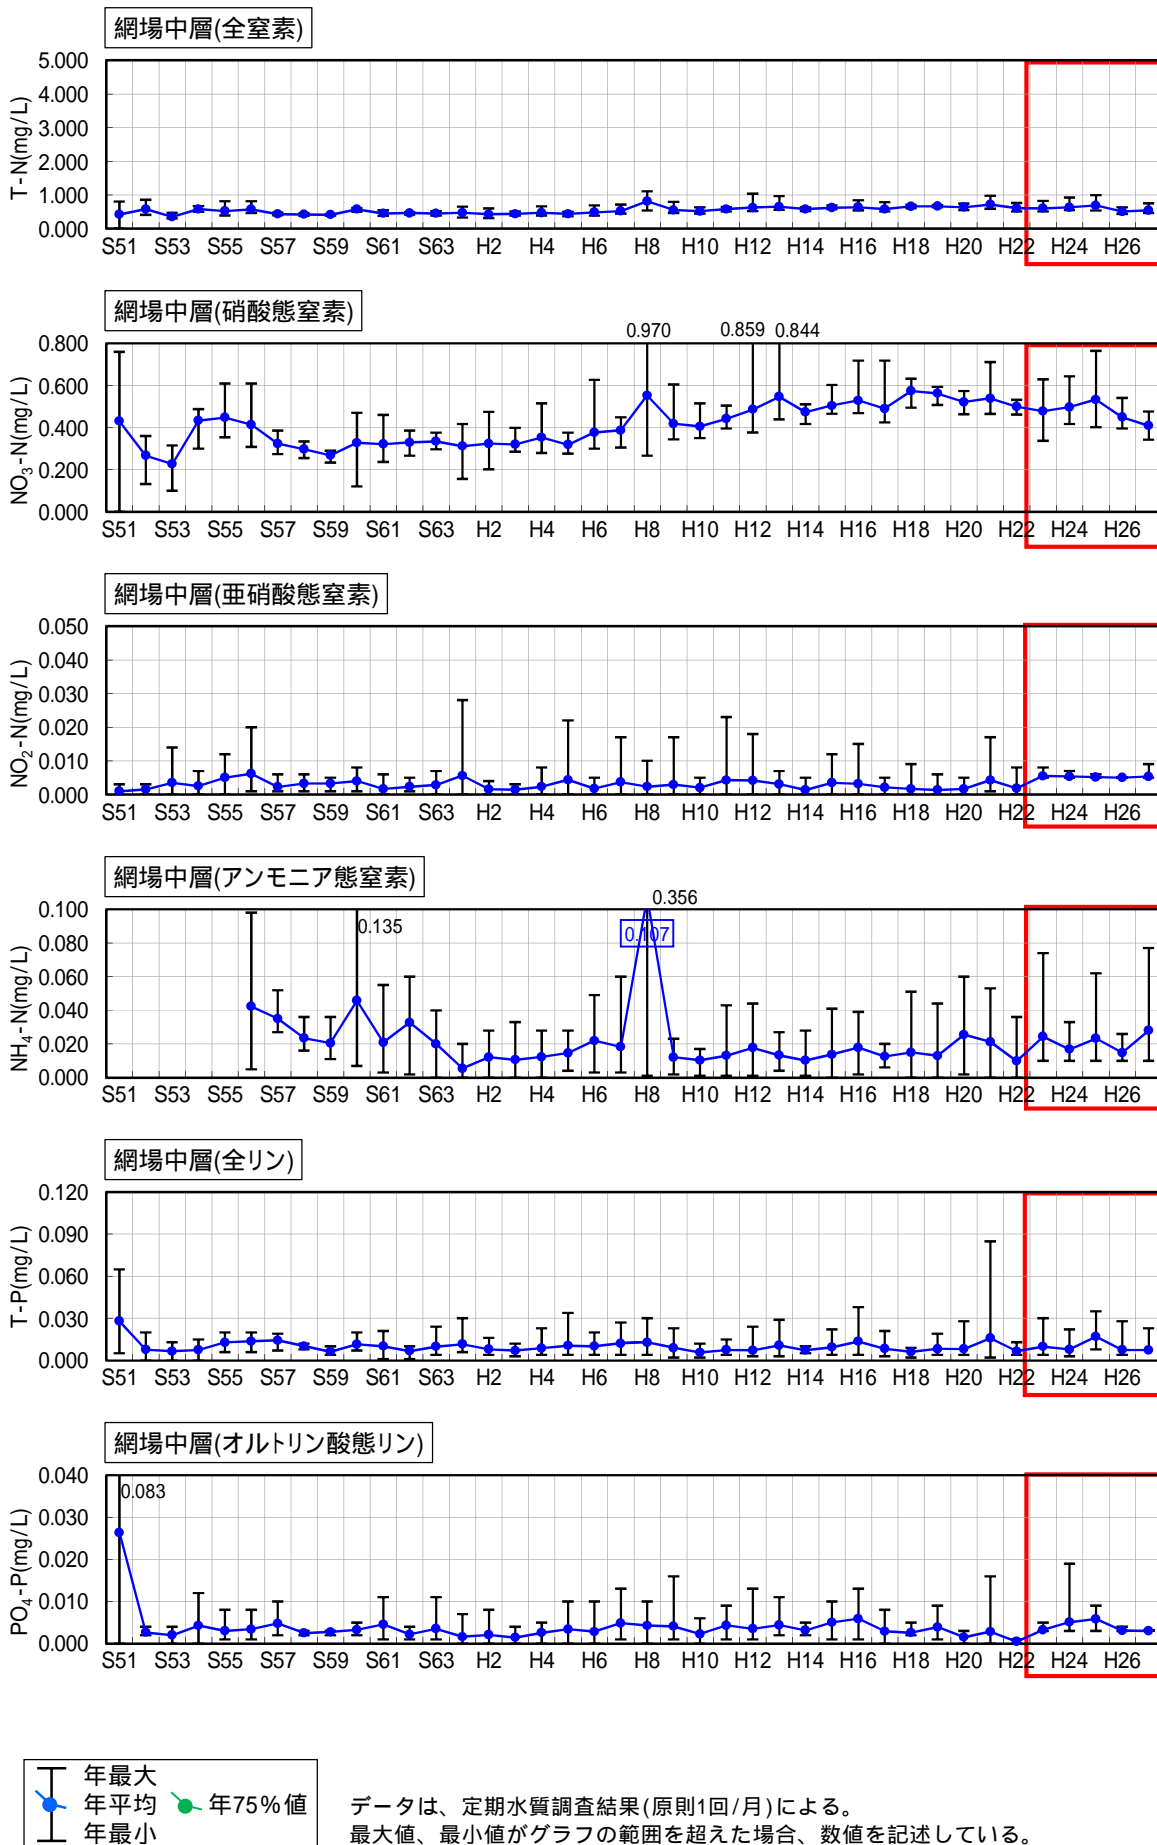 網場中層(全窒素)
T-N(mg/L)
5.000
4.000
3.000
2.000
1.000
0.000
S51 S53 S55 S57 S59 S61 S63 H2 H4 H6 H8 H10 H12 H14 H16 H18 H20 H22 H24 H26
網場中層(硝酸態窒素)
NO₃-N(mg/L)
0.970 0.859 0.844
0.800
0.600
0.400
0.200
0.000
S51 S53 S55 S57 S59 S61 S63 H2 H4 H6 H8 H10 H12 H14 H16 H18 H20 H22 H24 H26
網場中層(亜硝酸態窒素)
NO₂-N(mg/L)
0.050
0.040
0.030
0.020
0.010
0.000
S51 S53 S55 S57 S59 S61 S63 H2 H4 H6 H8 H10 H12 H14 H16 H18 H20 H22 H24 H26
網場中層(アンモニア態窒素)
NH₄-N(mg/L)
0.356
0.135
0.107
0.100
0.080
0.060
0.040
0.020
0.000
S51 S53 S55 S57 S59 S61 S63 H2 H4 H6 H8 H10 H12 H14 H16 H18 H20 H22 H24 H26
網場中層(全リン)
T-P(mg/L)
0.120
0.090
0.060
0.030
0.000
S51 S53 S55 S57 S59 S61 S63 H2 H4 H6 H8 H10 H12 H14 H16 H18 H20 H22 H24 H26
網場中層(オルトリン酸態リン)
PO₄-P(mg/L)
0.083
0.040
0.030
0.020
0.010
0.000
S51 S53 S55 S57 S59 S61 S63 H2 H4 H6 H8 H10 H12 H14 H16 H18 H20 H22 H24 H26
年最大
年平均 年75%値
年最小
データは、定期水質調査結果(原則1回/月)による。
最大値、最小値がグラフの範囲を超えた場合、数値を記述している。